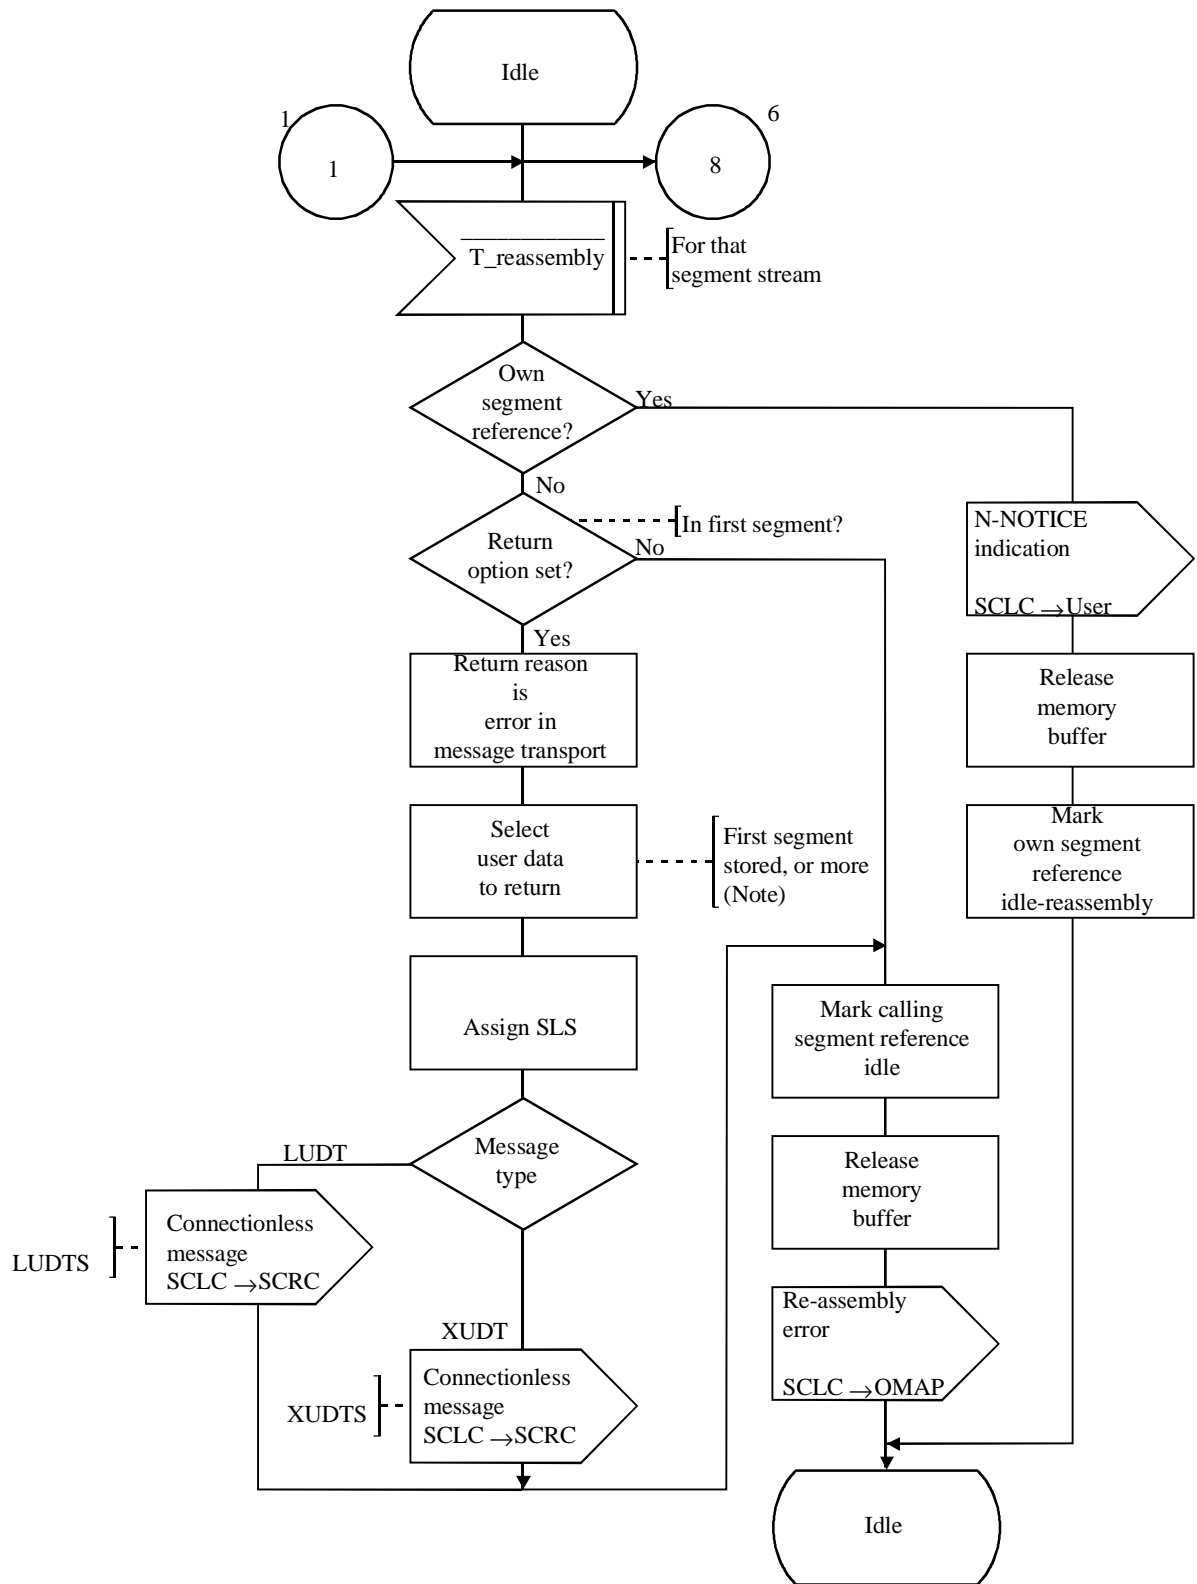 Idle
1
1
6
8
T_reassembly
For that
segment stream
Own
segment
reference?
Yes
No
In first segment?
Return
option set?
No
N-NOTICE
indication
SCLC → User
Yes
Return reason
is
error in
message transport
Release
memory
buffer
Select
user data
to return
First segment
stored, or more
(Note)
Mark
own segment
reference
idle-reassembly
Assign SLS
Mark calling
segment reference
idle
LUDT
Message
type
Release
memory
buffer
LUDTS
Connectionless
message
SCLC → SCRC
Re-assembly
error
SCLC → OMAP
XUDT
XUDTS
Connectionless
message
SCLC → SCRC
Idle